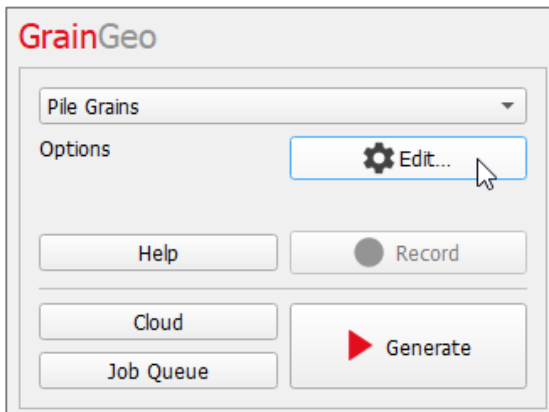 GrainGeo
Pile Grains
Options
Edit...
Help
Record
Cloud
Generate
Job Queue